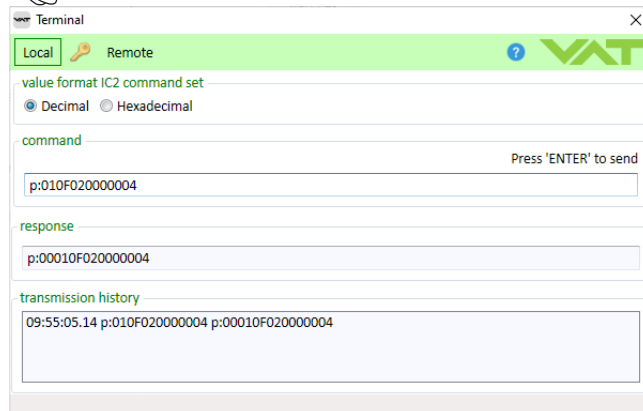 Terminal
Local Remote ? VAT
value format IC2 command set
Decimal Hexadecimal
command
Press 'ENTER' to send
p:010F020000004
response
p:00010F020000004
transmission history
09:55:05.14 p:010F020000004 p:00010F020000004